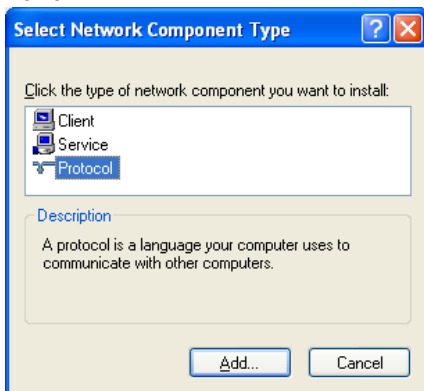 Select Network Component Type
Click the type of network component you want to install:
Client
Service
Protocol
Description
A protocol is a language your computer uses to
communicate with other computers.
Add...
Cancel